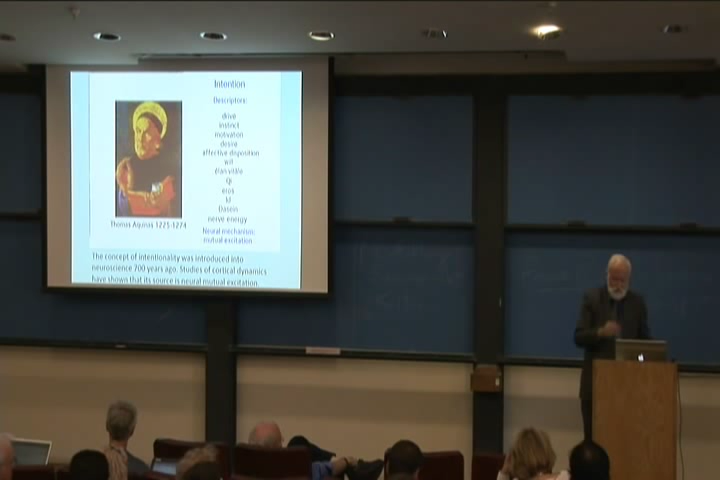 Intention
Descriptors:
drive
instinct
motivation
desire
affective disposition
will
élan vitale
Qi
eros
id
Dasein
nerve energy
Neural mechanism:
mutual excitation
Thomas Aquinas 1225-1274
The concept of intentionality was introduced into
neuroscience 700 years ago. Studies of cortical dynamics
have shown that its source is neural mutual excitation.